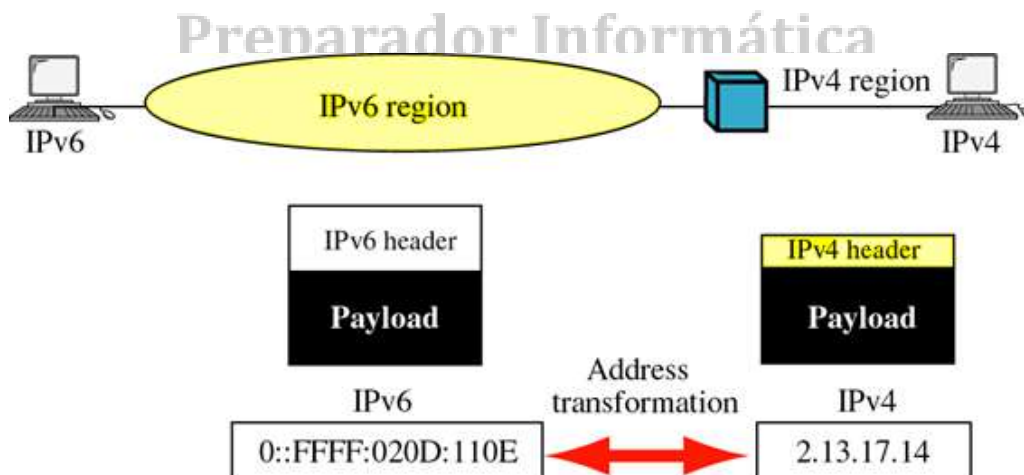 Preparador Informática
IPv6 region
IPv4 region
IPv6
IPv4
IPv6 header
IPv4 header
Payload
Payload
Address
transformation
IPv6
IPv4
0::FFFF:020D:110E
2.13.17.14